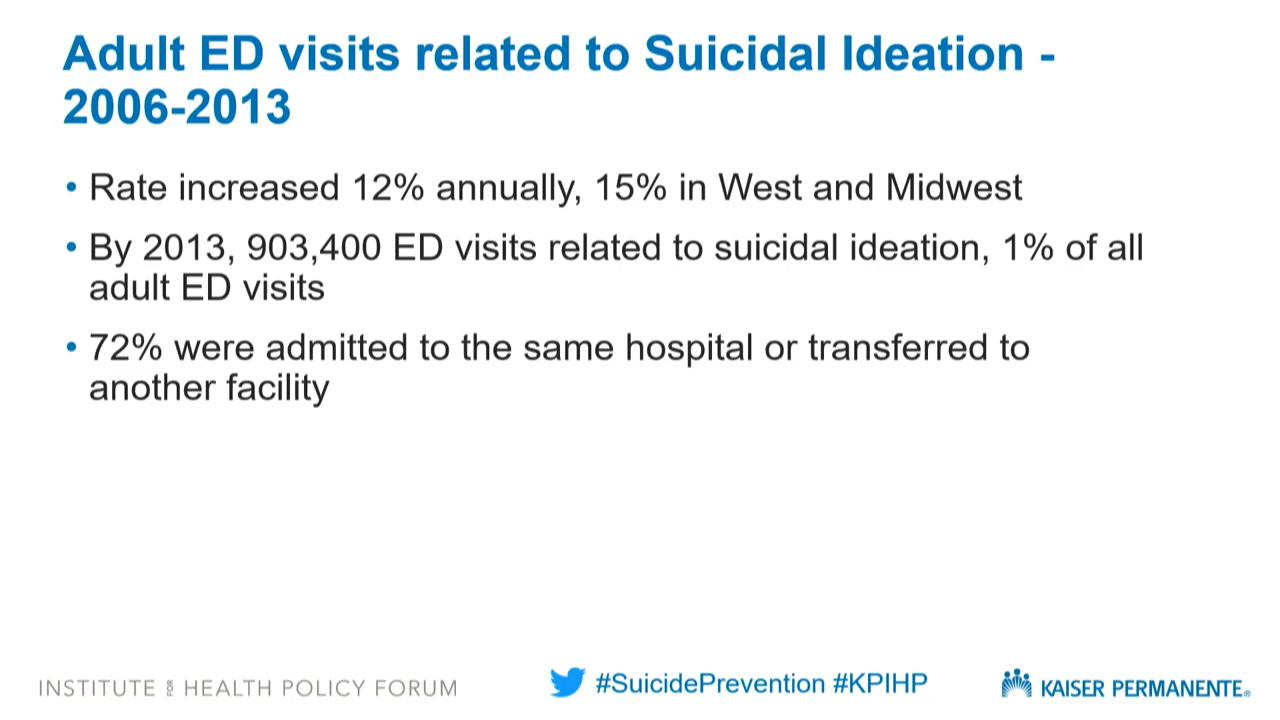 Adult ED visits related to Suicidal Ideation -
2006-2013
• Rate increased 12% annually, 15% in West and Midwest
• By 2013, 903,400 ED visits related to suicidal ideation, 1% of all
adult ED visits
• 72% were admitted to the same hospital or transferred to
another facility
INSTITUTE FOR HEALTH POLICY FORUM
#SuicidePrevention #KPIHP
KAISER PERMANENTE®